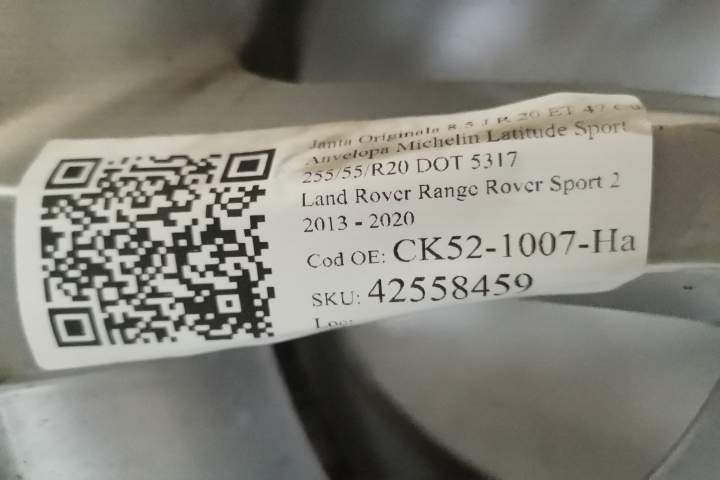 Janta Originala 8.5 J R 20 ET 47 Cu
Anvelopa Michelin Latitude Sport
255/55/R20 DOT 5317
Land Rover Range Rover Sport 2
2013 - 2020
Cod OE: CK52-1007-Ha
SKU: 42558459
Loc: